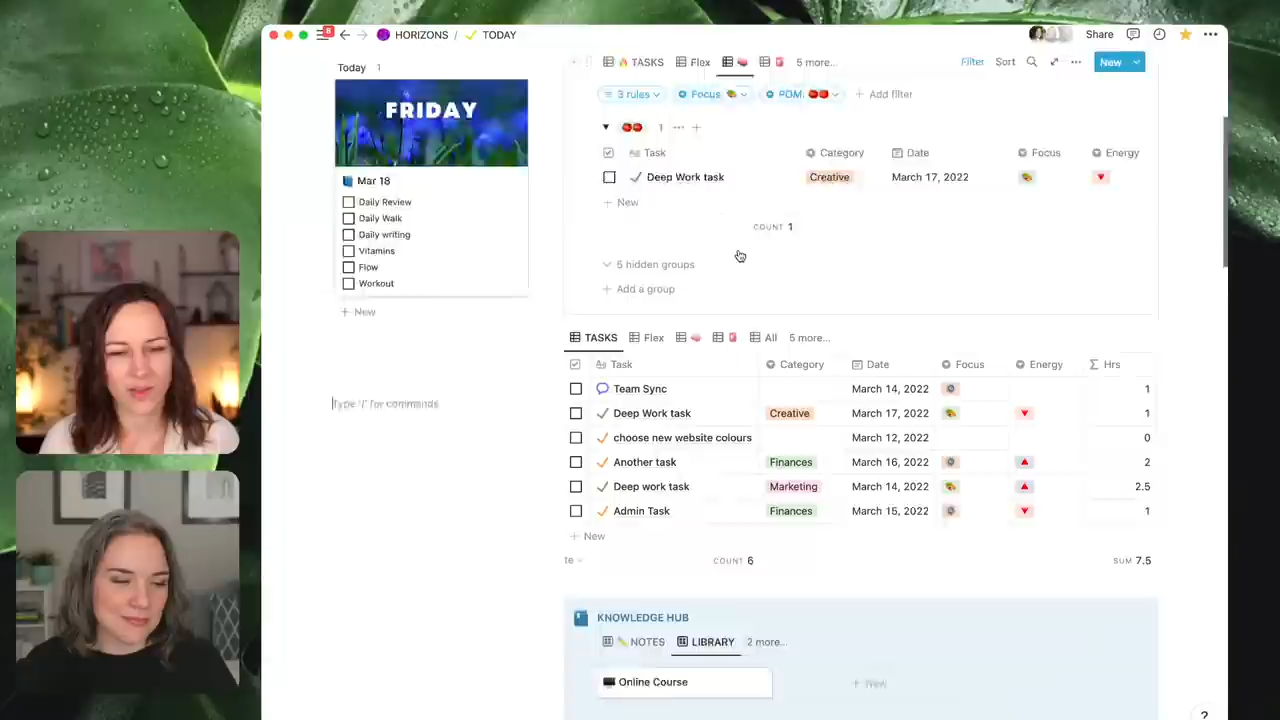 8
HORIZONS / TODAY
Share
Today 1
FRIDAY
Mar 18
Daily Review
Daily Walk
Daily writing
Vitamins
Flow
Workout
+ New
Type '/' for commands
TASKS Flex 5 more...
Filter Sort New
3 rules Focus POM. + Add filter
1
Aa Task Category Date Focus Energy
Deep Work task Creative March 17, 2022
+ New
COUNT 1
5 hidden groups
+ Add a group
TASKS Flex All 5 more...
Aa Task Category Date Focus Energy Σ Hrs
Team Sync March 14, 2022 1
Deep Work task Creative March 17, 2022 1
choose new website colours March 12, 2022 0
Another task Finances March 16, 2022 2
Deep work task Marketing March 14, 2022 2.5
Admin Task Finances March 15, 2022 1
+ New
te COUNT 6 SUM 7.5
KNOWLEDGE HUB
NOTES LIBRARY 2 more...
Online Course + New
?